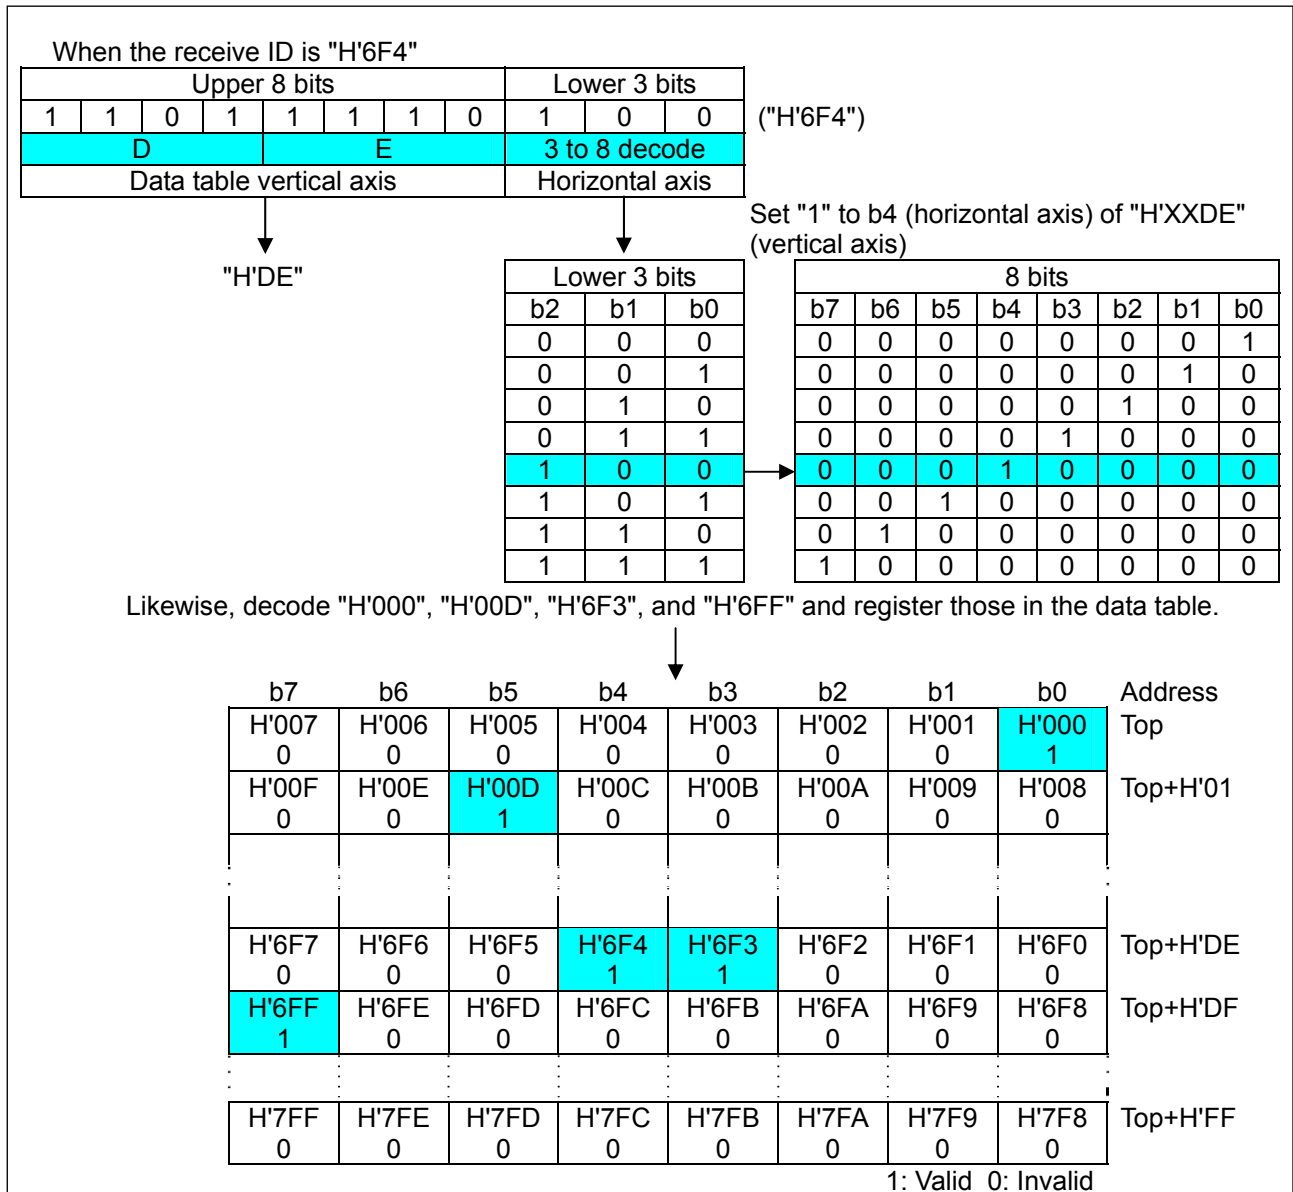 When the receive ID is "H'6F4"
Upper 8 bits Lower 3 bits
1 1 0 1 1 1 1 0 1 0 0 ("H'6F4")
D E 3 to 8 decode
Data table vertical axis Horizontal axis
Set "1" to b4 (horizontal axis) of "H'XXDE"
(vertical axis)
"H'DE"
Lower 3 bits 8 bits
b2 b1 b0 b7 b6 b5 b4 b3 b2 b1 b0
0 0 0 0 0 0 0 0 0 0 1
0 0 1 0 0 0 0 0 0 1 0
0 1 0 0 0 0 0 0 1 0 0
0 1 1 0 0 0 0 1 0 0 0
1 0 0 0 0 0 1 0 0 0 0
1 0 1 0 0 1 0 0 0 0 0
1 1 0 0 1 0 0 0 0 0 0
1 1 1 1 0 0 0 0 0 0 0
Likewise, decode "H'000", "H'00D", "H'6F3", and "H'6FF" and register those in the data table.
b7 b6 b5 b4 b3 b2 b1 b0 Address
H'007 H'006 H'005 H'004 H'003 H'002 H'001 H'000 Top
0 0 0 0 0 0 0 1
H'00F H'00E H'00D H'00C H'00B H'00A H'009 H'008 Top+H'01
0 0 1 0 0 0 0 0
H'6F7 H'6F6 H'6F5 H'6F4 H'6F3 H'6F2 H'6F1 H'6F0 Top+H'DE
0 0 0 1 1 0 0 0
H'6FF H'6FE H'6FD H'6FC H'6FB H'6FA H'6F9 H'6F8 Top+H'DF
1 0 0 0 0 0 0 0
H'7FF H'7FE H'7FD H'7FC H'7FB H'7FA H'7F9 H'7F8 Top+H'FF
0 0 0 0 0 0 0 0
1: Valid 0: Invalid